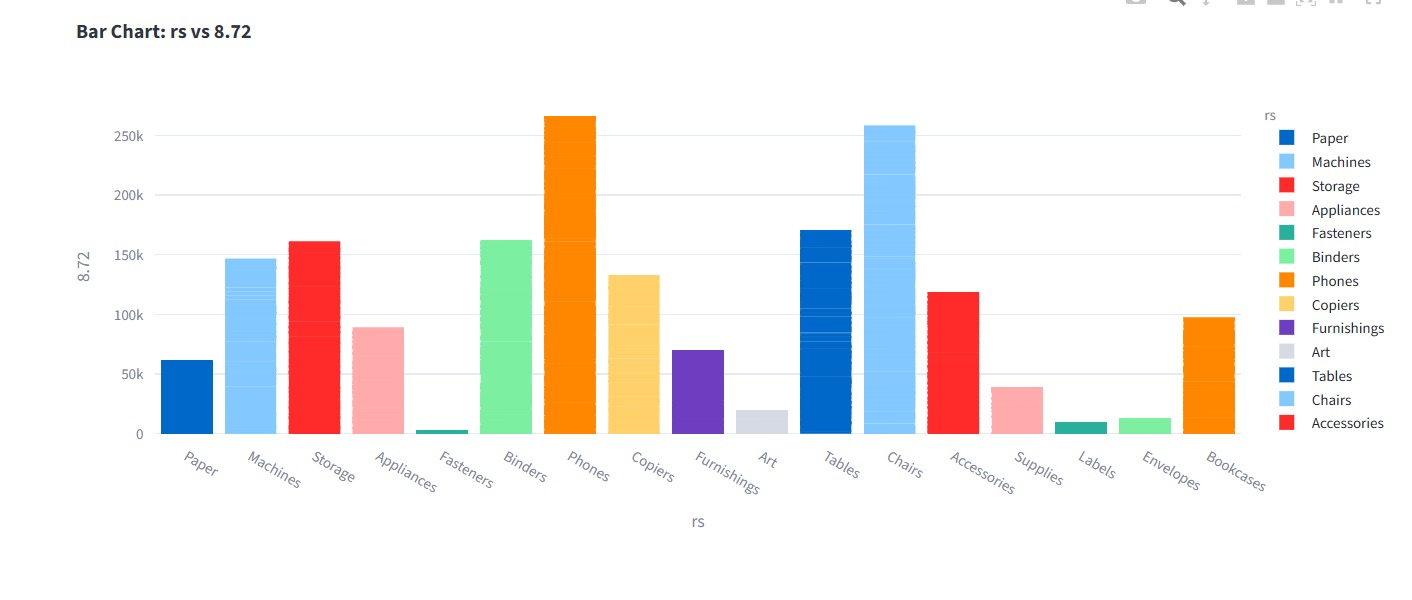 Bar Chart: rs vs 8.72
250k
200k
150k
100k
50k
0
8.72
Paper
Machines
Storage
Appliances
Fasteners
Binders
Phones
Copiers
Furnishings
Art
Tables
Chairs
Accessories
Supplies
Labels
Envelopes
Bookcases
rs
rs
Paper
Machines
Storage
Appliances
Fasteners
Binders
Phones
Copiers
Furnishings
Art
Tables
Chairs
Accessories